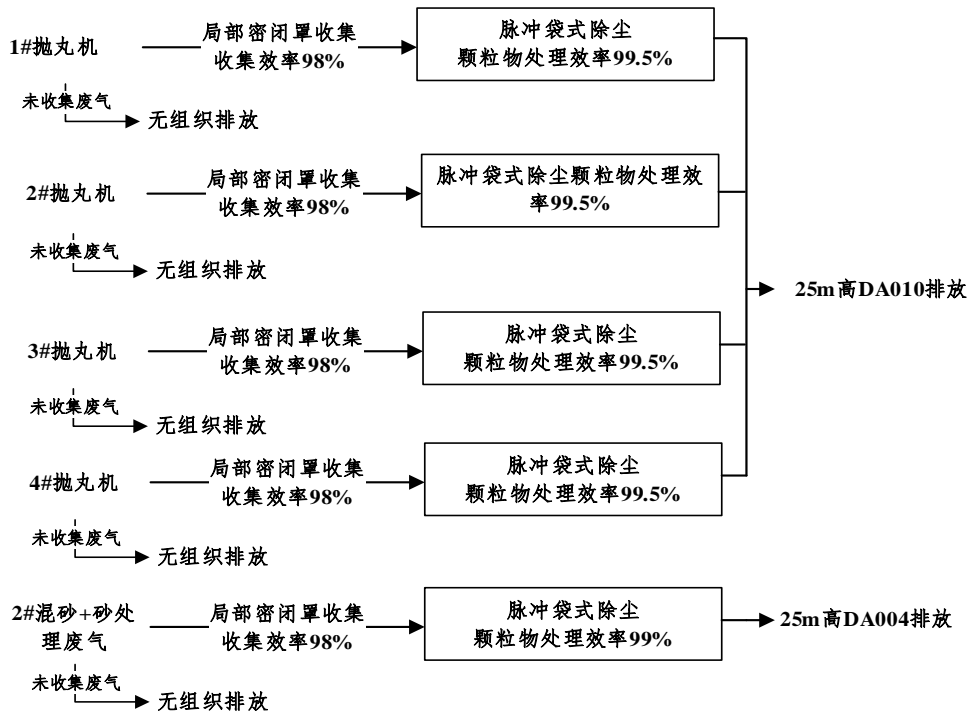 1#抛丸机
局部密闭罩收集
收集效率98%
脉冲袋式除尘
颗粒物处理效率99.5%
未收集废气
无组织排放
2#抛丸机
局部密闭罩收集
收集效率98%
脉冲袋式除尘颗粒物处理效
率99.5%
未收集废气
无组织排放
25m高DA010排放
3#抛丸机
局部密闭罩收集
收集效率98%
脉冲袋式除尘
颗粒物处理效率99.5%
未收集废气
无组织排放
4#抛丸机
局部密闭罩收集
收集效率98%
脉冲袋式除尘
颗粒物处理效率99.5%
未收集废气
无组织排放
2#混砂+砂处
理废气
局部密闭罩收集
收集效率98%
脉冲袋式除尘
颗粒物处理效率99%
25m高DA004排放
未收集废气
无组织排放